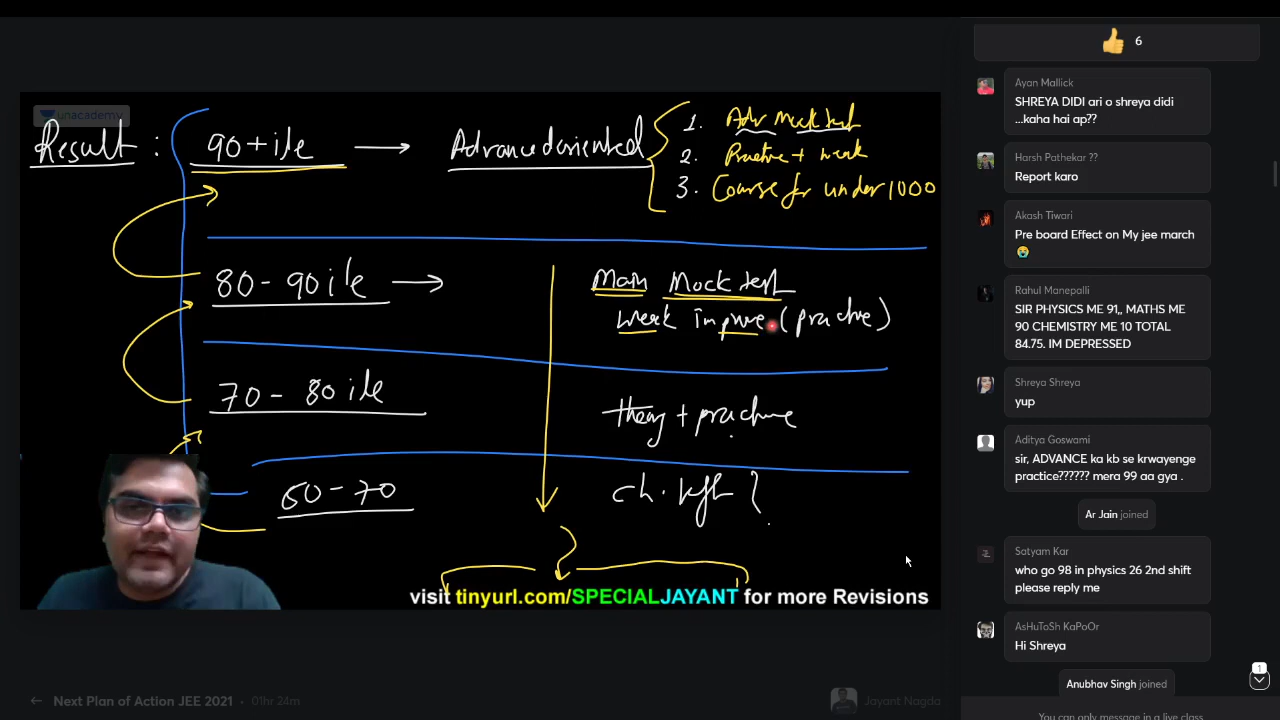 unacademy
Result : 90+ile → Advanced oriented
1. Adv Mock test
2. Practice + weak
3. Course for under 1000
80-90ile →
Main Mock test
weak improve (practice)
70-80ile
theory + practice
60-70
ch. left ?
visit tinyurl.com/SPECIALJAYANT for more Revisions
← Next Plan of Action JEE 2021 • 01hr 24m
Jayant Nagda
👍 6
Ayan Mallick
SHREYA DIDI ari o shreya didi
...kaha hai ap??
Harsh Pathekar ??
Report karo
Akash Tiwari
Pre board Effect on My jee march
😭
Rahul Manepalli
SIR PHYSICS ME 91,, MATHS ME
90 CHEMISTRY ME 10 TOTAL
84.75. IM DEPRESSED
Shreya Shreya
yup
Aditya Goswami
sir, ADVANCE ka kb se krwayenge
practice?????? mera 99 aa gya .
Ar Jain joined
Satyam Kar
who go 98 in physics 26 2nd shift
please reply me
AsHuToSh KaPoOr
Hi Shreya
1
Anubhav Singh joined
You can only message in a live class